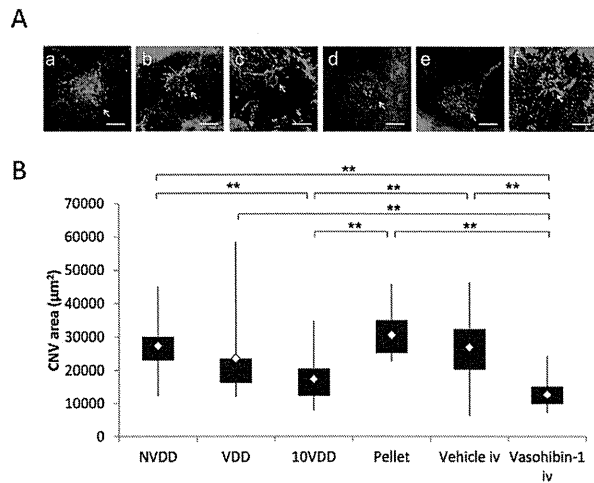 A
a b c d e f
B
**
** ** **
**
** **
70000
60000
50000
40000
30000
20000
10000
0
CNV area (µm²)
NVDD VDD 10VDD Pellet Vehicle iv Vasohibin-1
iv